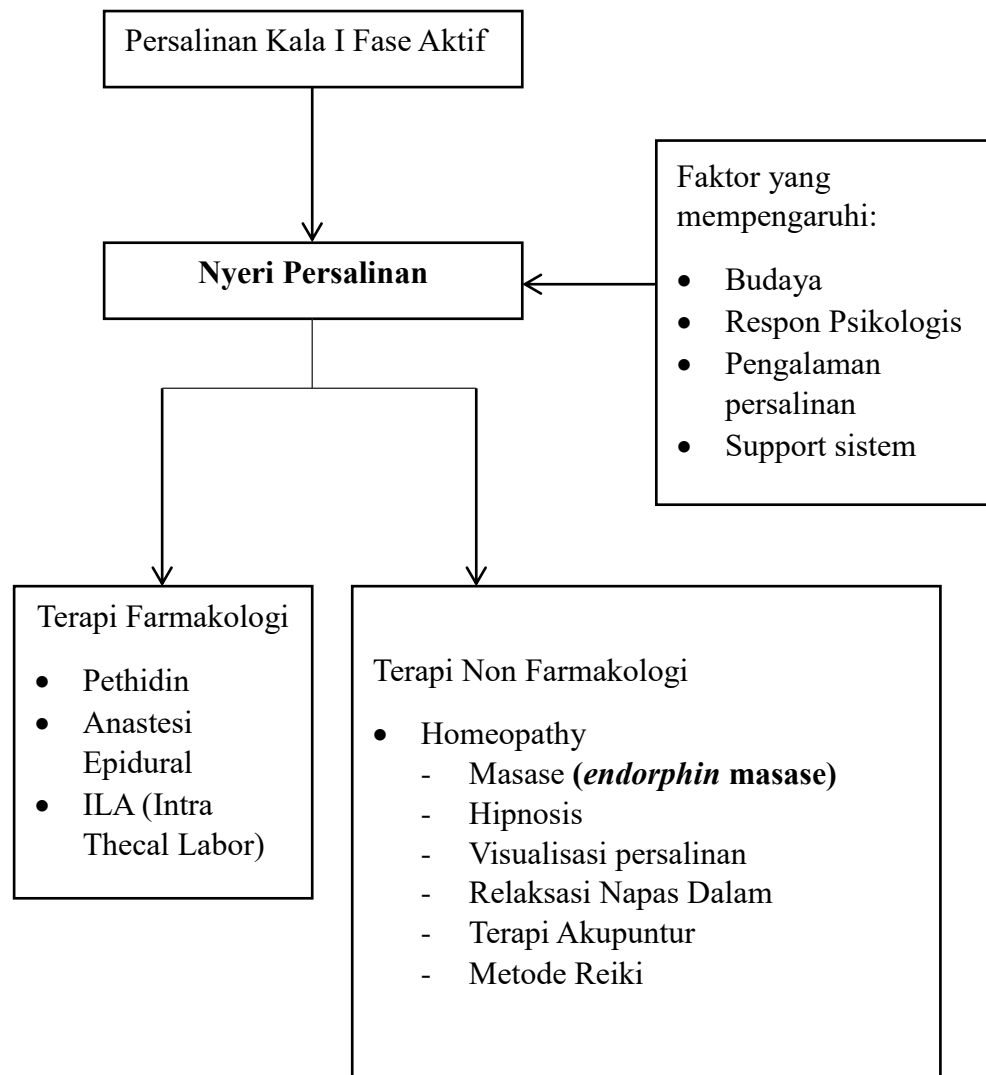 Persalinan Kala I Fase Aktif
Faktor yang
mempengaruhi:
• Budaya
• Respon Psikologis
• Pengalaman
persalinan
• Support sistem
Nyeri Persalinan
Terapi Farmakologi
• Pethidin
• Anastesi
Epidural
• ILA (Intra
Thecal Labor)
Terapi Non Farmakologi
• Homeopathy
- Masase (endorphin masase)
- Hipnosis
- Visualisasi persalinan
- Relaksasi Napas Dalam
- Terapi Akupuntur
- Metode Reiki